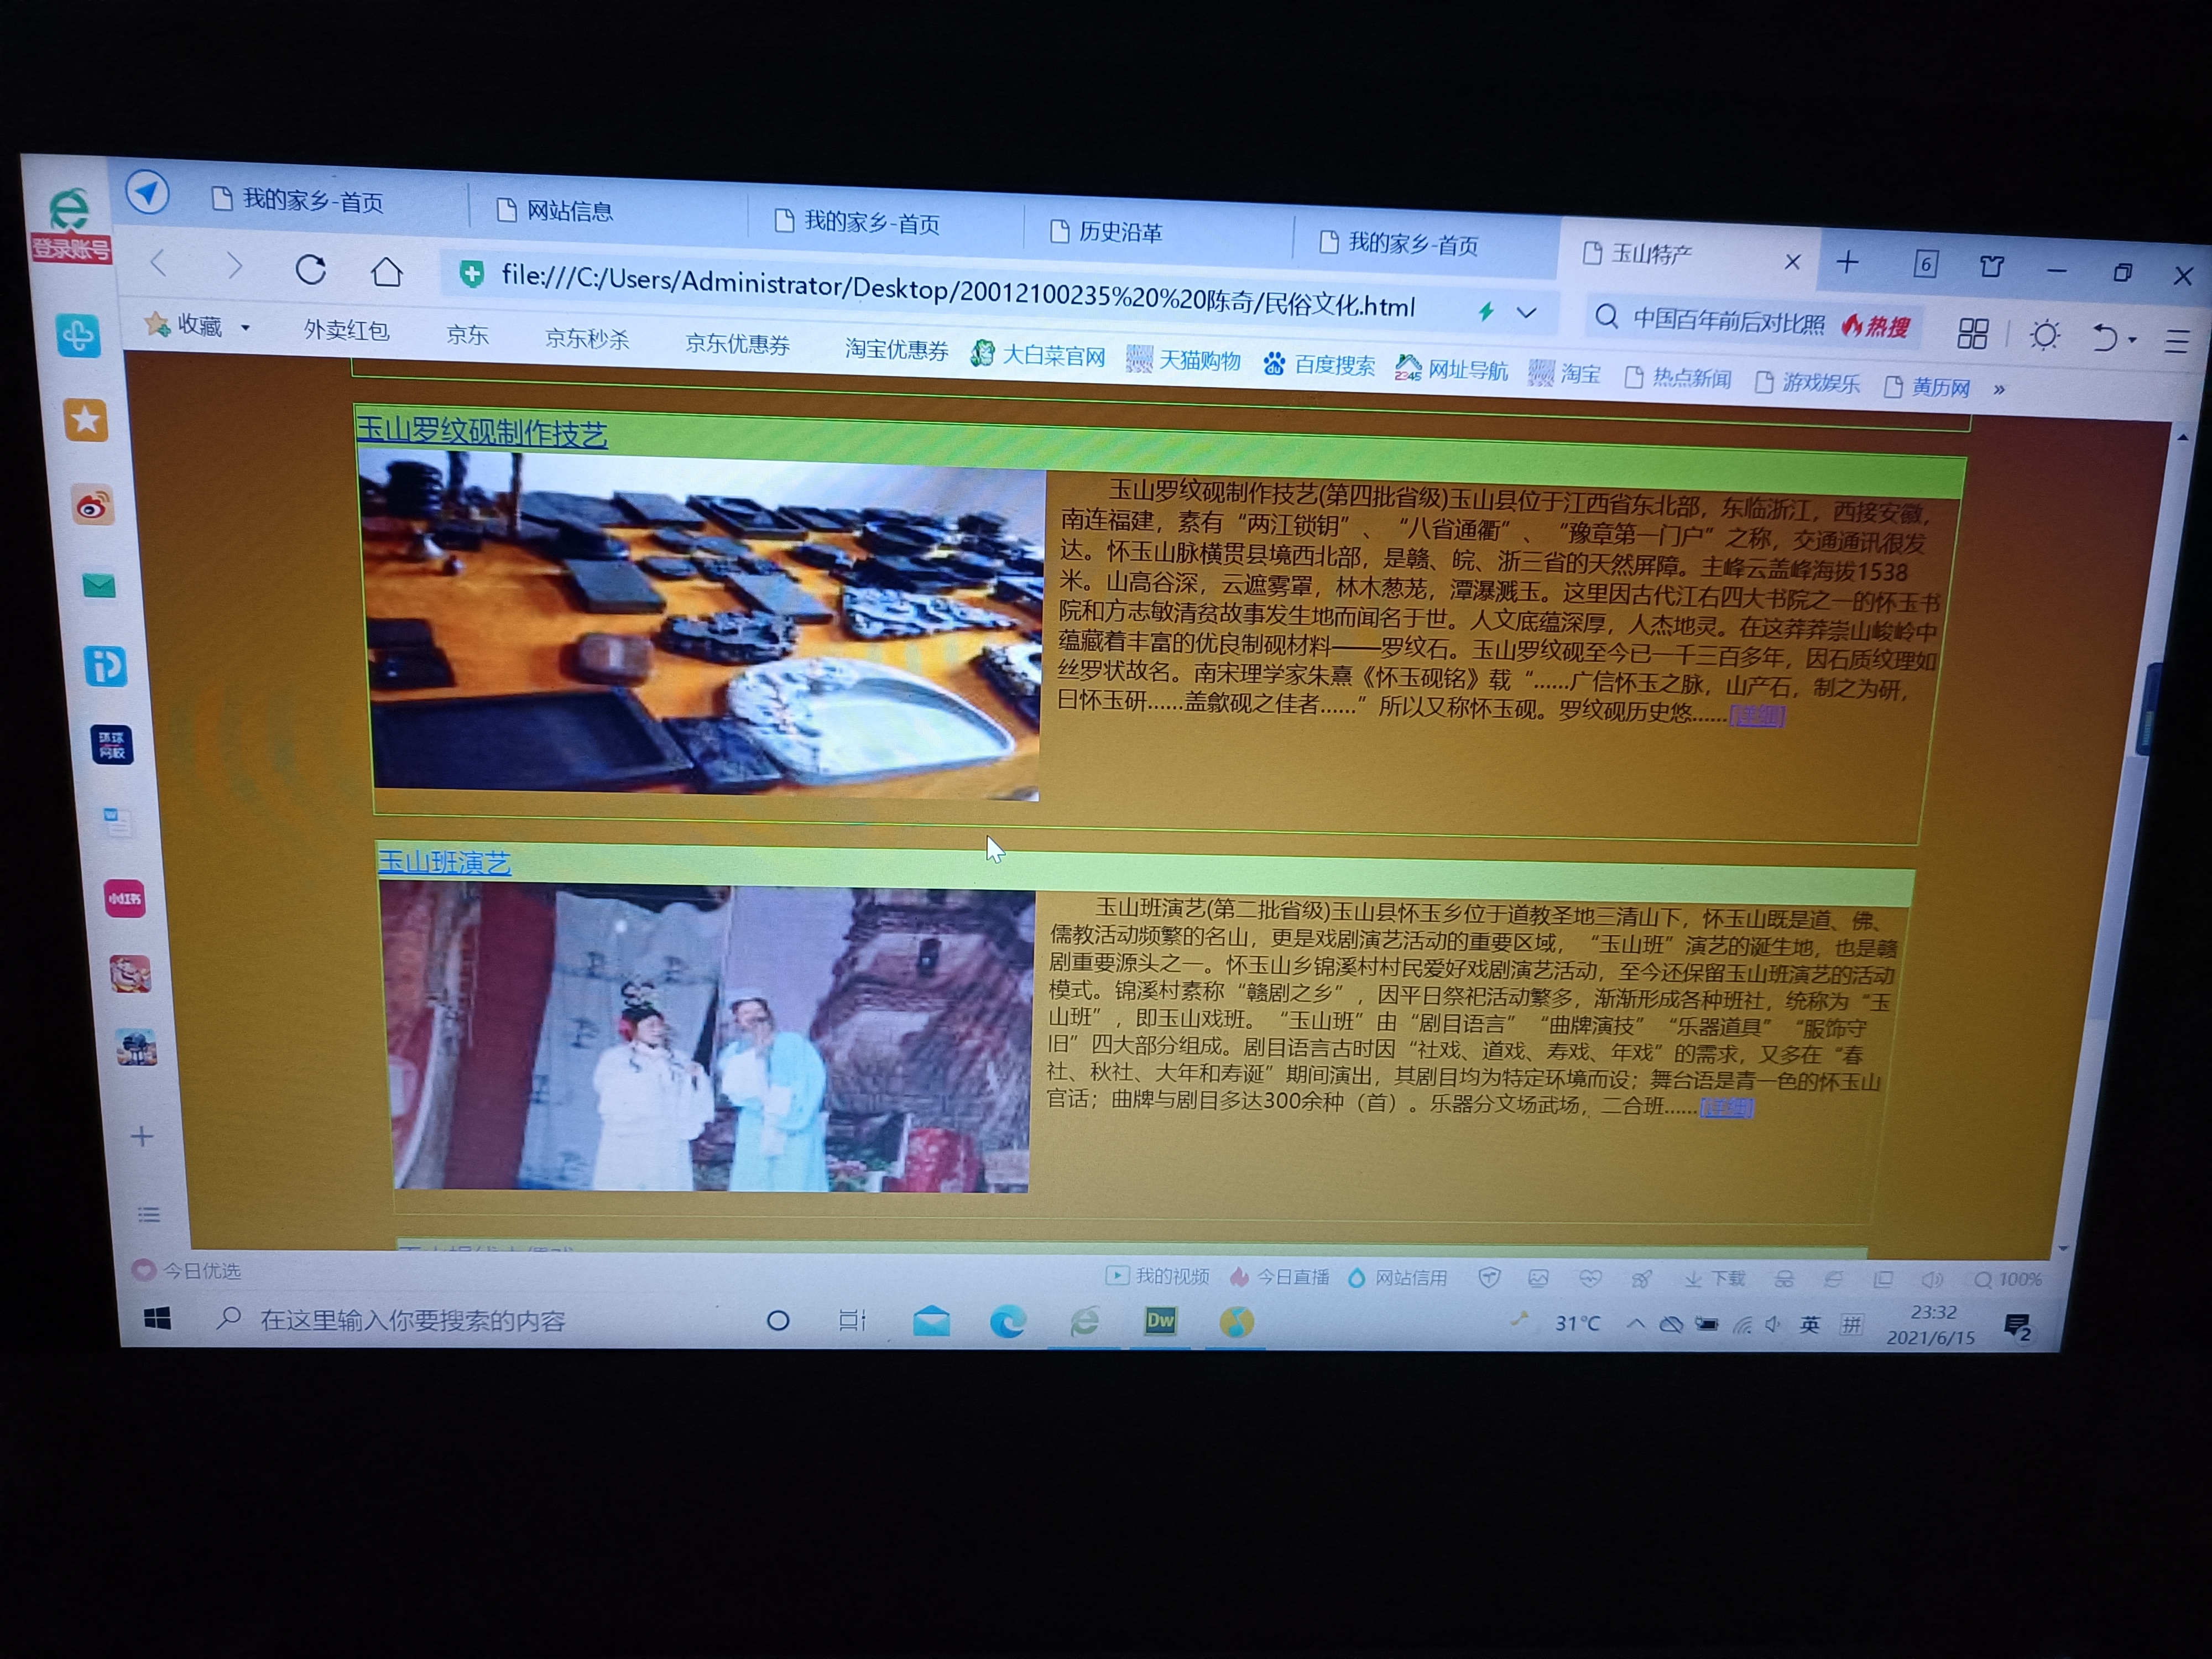 我的家乡-首页
网站信息
我的家乡-首页
历史沿革
我的家乡-首页
玉山特产
6
登录账号
file:///C:/Users/Administrator/Desktop/20012100235%20%20陈奇/民俗文化.html
中国百年前后对比照
热搜
收藏
外卖红包
京东
京东秒杀
京东优惠券
淘宝优惠券
大白菜官网
天猫购物
百度搜索
2345
网址导航
淘宝
热点新闻
游戏娱乐
黄历网
»
环球
网校
小红书
玉山罗纹砚制作技艺
玉山罗纹砚制作技艺(第四批省级)玉山县位于江西省东北部，东临浙江，西接安徽，
南连福建，素有“两江锁钥”、“八省通衢”、“豫章第一门户”之称，交通通讯很发
达。怀玉山脉横贯县境西北部，是赣、皖、浙三省的天然屏障。主峰云盖峰海拔1538
米。山高谷深，云遮雾罩，林木葱茏，潭瀑溅玉。这里因古代江右四大书院之一的怀玉书
院和方志敏清贫故事发生地而闻名于世。人文底蕴深厚，人杰地灵。在这莽莽崇山峻岭中
蕴藏着丰富的优良制砚材料——罗纹石。玉山罗纹砚至今已一千三百多年，因石质纹理如
丝罗状故名。南宋理学家朱熹《怀玉砚铭》载“……广信怀玉之脉，山产石，制之为研，
日怀玉研……盖歙砚之佳者……”所以又称怀玉砚。罗纹砚历史悠……[详细]
玉山班演艺
玉山班演艺(第二批省级)玉山县怀玉乡位于道教圣地三清山下，怀玉山既是道、佛、
儒教活动频繁的名山，更是戏剧演艺活动的重要区域，“玉山班”演艺的诞生地，也是赣
剧重要源头之一。怀玉山乡锦溪村村民爱好戏剧演艺活动，至今还保留玉山班演艺的活动
模式。锦溪村素称“赣剧之乡”，因平日祭祀活动繁多，渐渐形成各种班社，统称为“玉
山班”，即玉山戏班。“玉山班”由“剧目语言”“曲牌演技”“乐器道具”“服饰守
旧”四大部分组成。剧目语言古时因“社戏、道戏、寿戏、年戏”的需求，又多在“春
社、秋社、大年和寿诞”期间演出，其剧目均为特定环境而设；舞台语是青一色的怀玉山
官话；曲牌与剧目多达300余种（首）。乐器分文场武场，二合班……[详细]
今日优选
我的视频
今日直播
网站信用
下载
100%
在这里输入你要搜索的内容
Dw
31°C
英
拼
23:32
2021/6/15
2